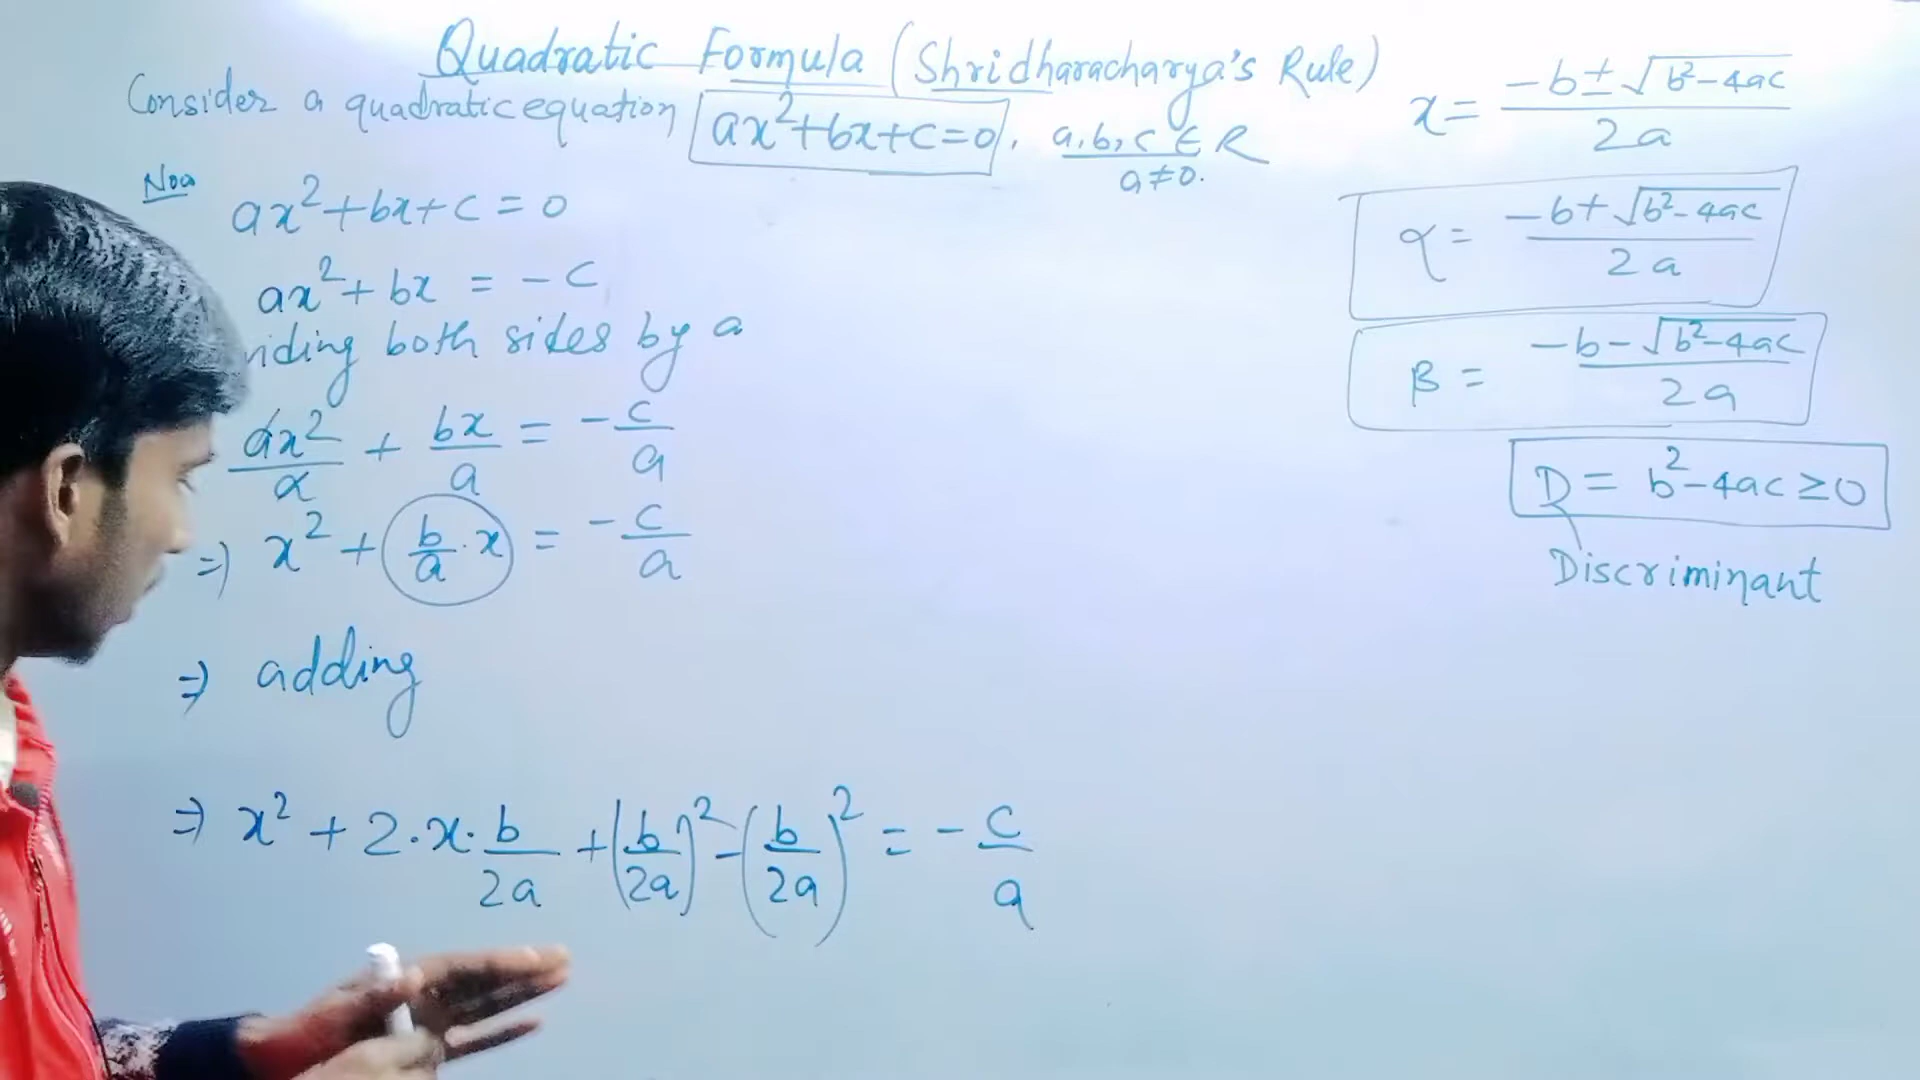 Quadratic Formula (Shridharacharya's Rule)
Consider a quadratic equation ax²+bx+c=0, a,b,c ∈ R
a≠0.
Now
ax²+bx+c=0
ax²+bx = -c
viding both sides by a
ax²/a + bx/a = -c/a
⇒ x² + b/a·x = -c/a
⇒ adding
⇒ x² + 2·x·b/2a + (b/2a)² - (b/2a)² = -c/a
x = (-b±√(b²-4ac))/2a
α = (-b+√(b²-4ac))/2a
β = (-b-√(b²-4ac))/2a
D = b²-4ac ≥ 0
Discriminant